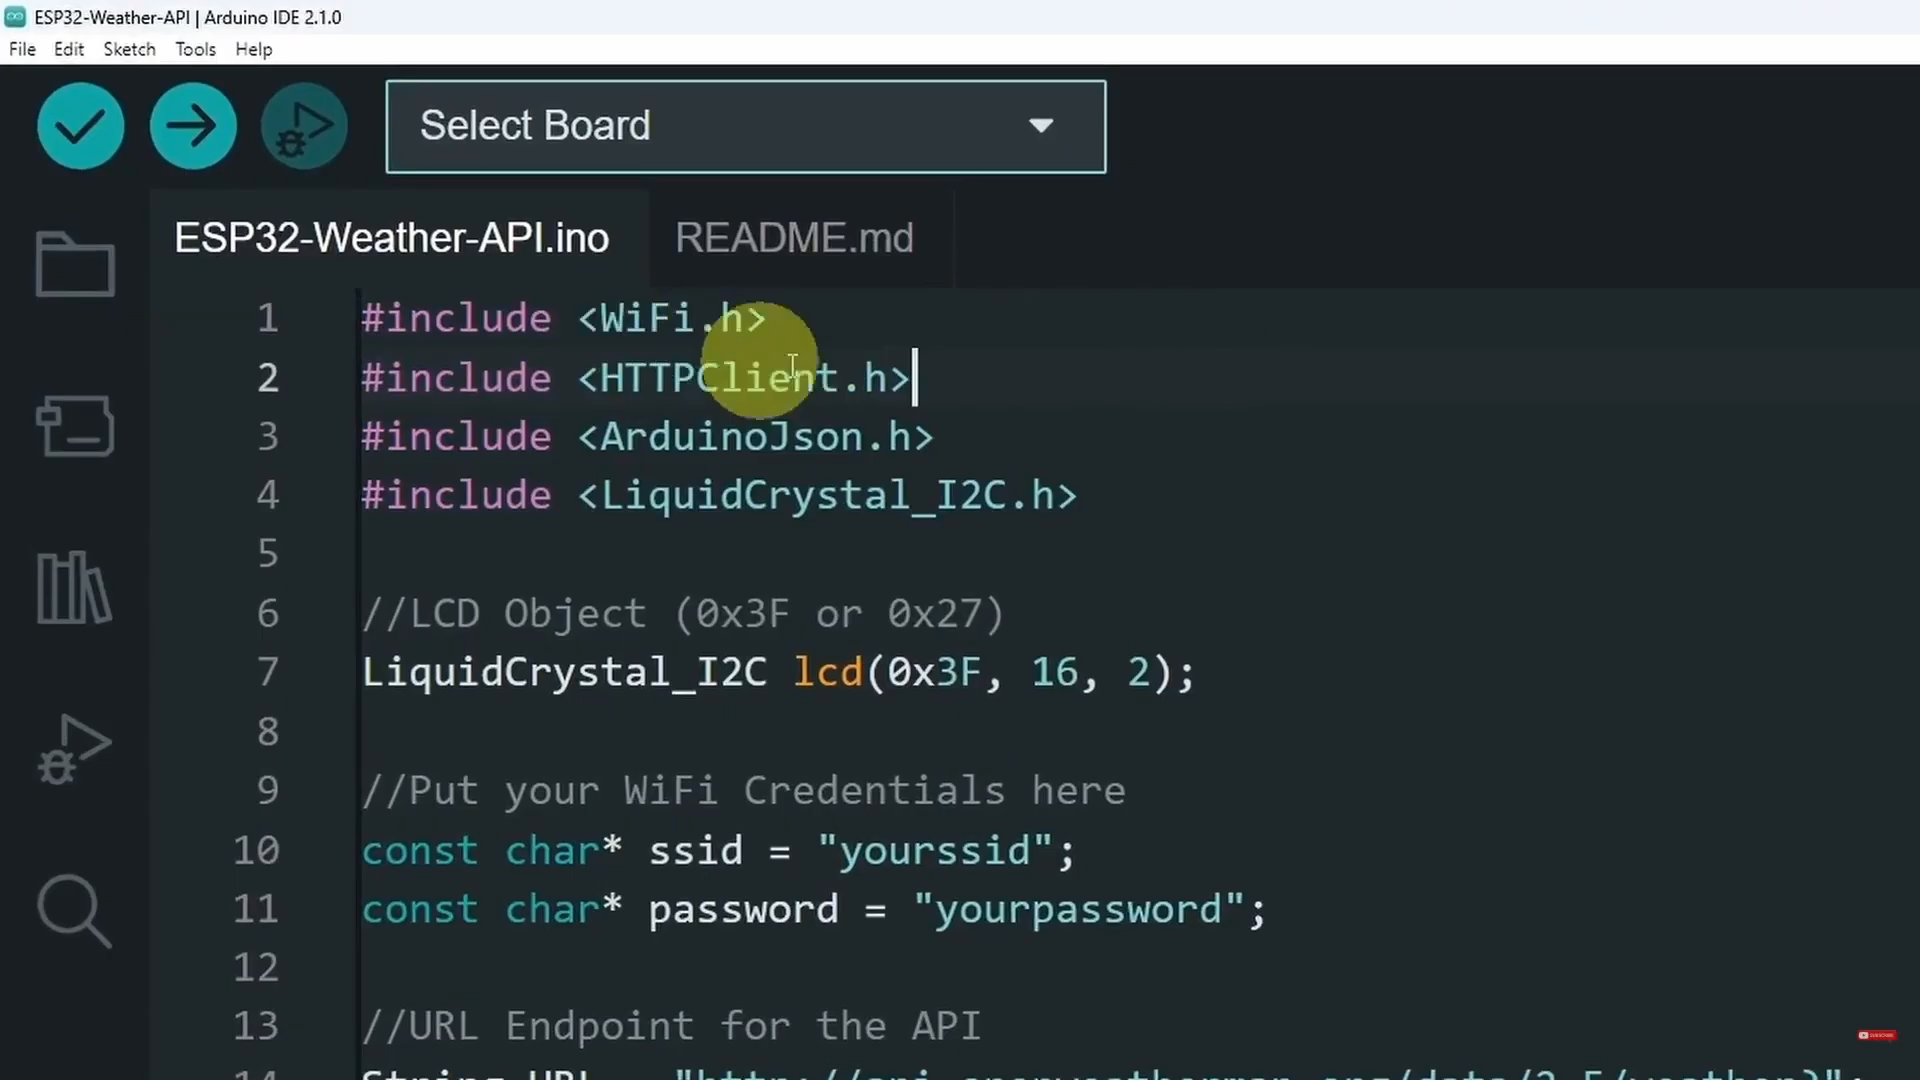 ESP32-Weather-API | Arduino IDE 2.1.0
File Edit Sketch Tools Help
Select Board
ESP32-Weather-API.ino README.md
1 #include <WiFi.h>
2 #include <HTTPClient.h>
3 #include <ArduinoJson.h>
4 #include <LiquidCrystal_I2C.h>
5
6 //LCD Object (0x3F or 0x27)
7 LiquidCrystal_I2C lcd(0x3F, 16, 2);
8
9 //Put your WiFi Credentials here
10 const char* ssid = "yourssid";
11 const char* password = "yourpassword";
12
13 //URL Endpoint for the API
SUBSCRIBE